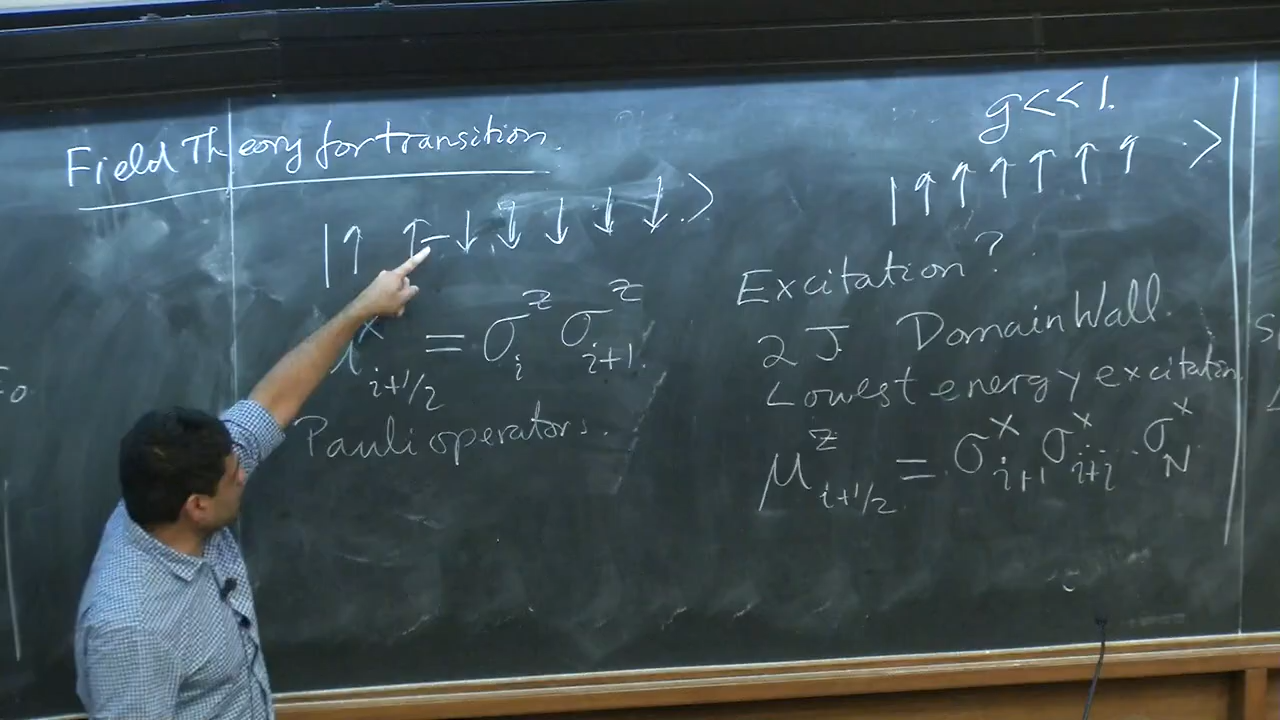 Field Theory for transition.
|↑ ↑-↓ ↓ ↓ ↓ ↓ ⟩
μ^x_{i+1/2} = σ^z_i σ^z_{i+1}.
Pauli operators.
g<<1.
|↑ ↑ ↑ ↑ ↑ ↑ ⟩
Excitation?
2J Domain Wall.
Lowest energy excitation
μ^z_{i+1/2} = σ^x_{i+1} σ^x_{i+i} . σ^x_N